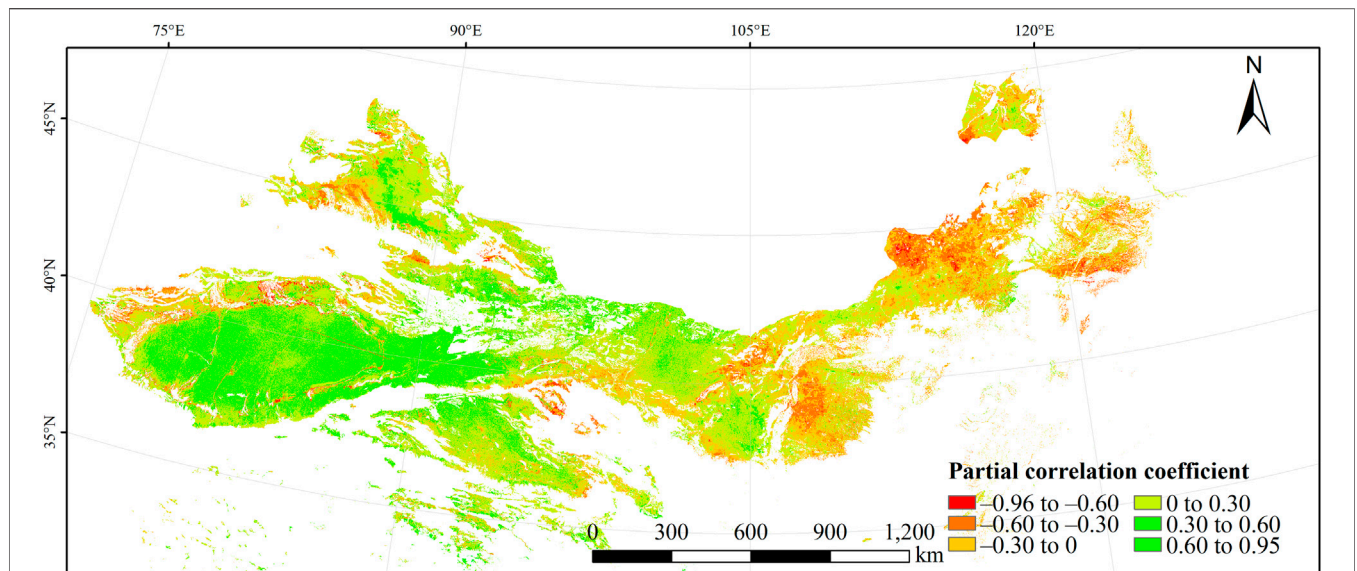 75°E 90°E 105°E 120°E
N
45°N
40°N
35°N
Partial correlation coefficient
–0.96 to –0.60 0 to 0.30
–0.60 to –0.30 0.30 to 0.60
–0.30 to 0 0.60 to 0.95
0 300 600 900 1,200
km